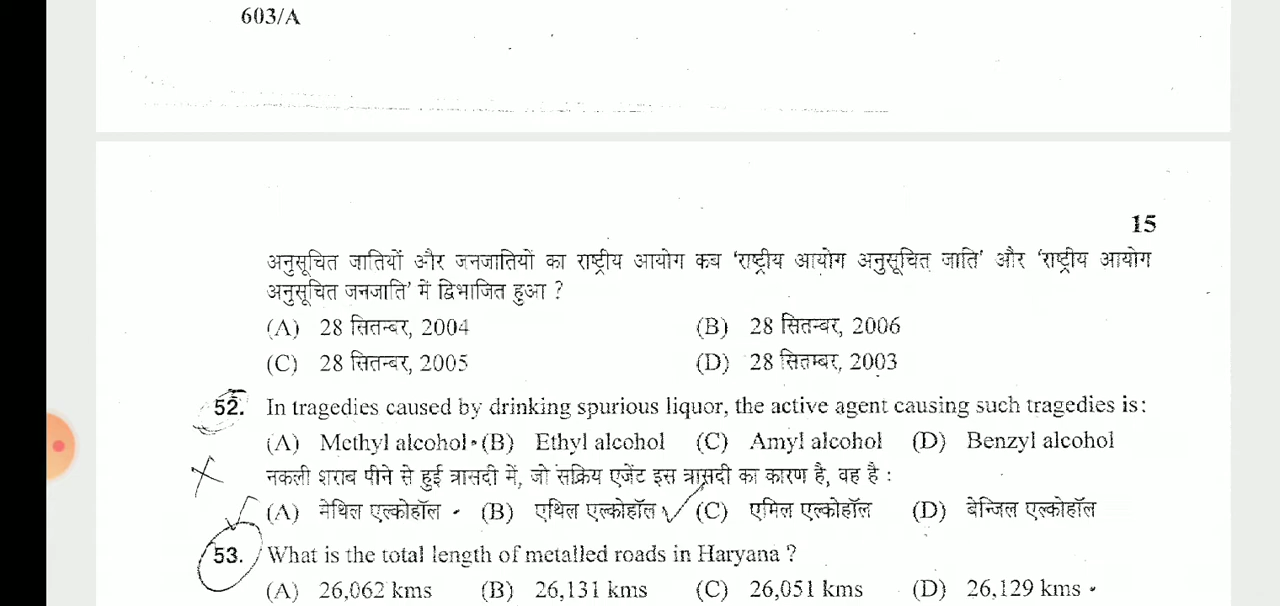 603/A
15
अनुसूचित जातियों और जनजातियों का राष्ट्रीय आयोग कब ‘राष्ट्रीय आयोग अनुसूचित जाति’ और ‘राष्ट्रीय आयोग
अनुसूचित जनजाति’ में द्विभाजित हुआ ?
(A) 28 सितम्बर, 2004 (B) 28 सितम्बर, 2006
(C) 28 सितम्बर, 2005 (D) 28 सितम्बर, 2003
52. In tragedies caused by drinking spurious liquor, the active agent causing such tragedies is:
(A) Methyl alcohol (B) Ethyl alcohol (C) Amyl alcohol (D) Benzyl alcohol
नकली शराब पीने से हुई त्रासदी में, जो सक्रिय एजेंट इस त्रासदी का कारण है, वह है :
(A) मेथिल एल्कोहॉल (B) एथिल एल्कोहॉल (C) एमिल एल्कोहॉल (D) बेन्जिल एल्कोहॉल
53. What is the total length of metalled roads in Haryana ?
(A) 26,062 kms (B) 26,131 kms (C) 26,051 kms (D) 26,129 kms